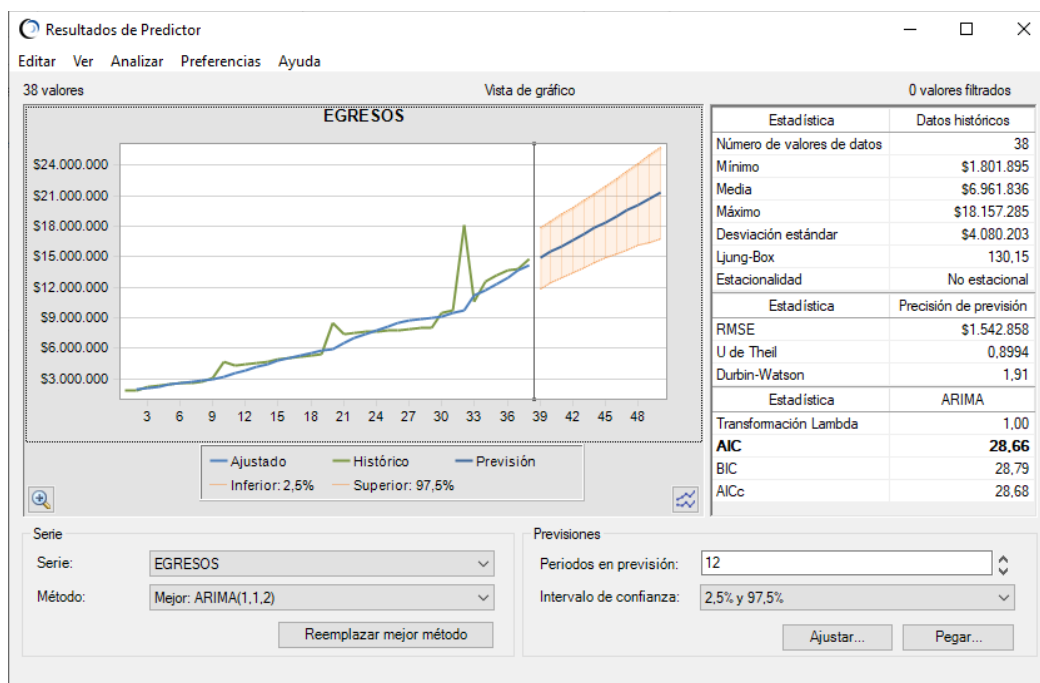 Resultados de Predictor
Editar Ver Analizar Preferencias Ayuda
38 valores Vista de gráfico 0 valores filtrados
EGRESOS
$24.000.000
$21.000.000
$18.000.000
$15.000.000
$12.000.000
$9.000.000
$6.000.000
$3.000.000
3 6 9 12 15 18 21 24 27 30 33 36 39 42 45 48
Ajustado Histórico Previsión
Inferior: 2,5% Superior: 97,5%
Estadística Datos históricos
Número de valores de datos 38
Mínimo $1.801.895
Media $6.961.836
Máximo $18.157.285
Desviación estándar $4.080.203
Ljung-Box 130,15
Estacionalidad No estacional
Estadística Precisión de previsión
RMSE $1.542.858
U de Theil 0,8994
Durbin-Watson 1,91
Estadística ARIMA
Transformación Lambda 1,00
AIC 28,66
BIC 28,79
AICc 28,68
Serie
Serie: EGRESOS
Método: Mejor: ARIMA(1,1,2)
Reemplazar mejor método
Previsiones
Periodos en previsión: 12
Intervalo de confianza: 2,5% y 97,5%
Ajustar... Pegar...